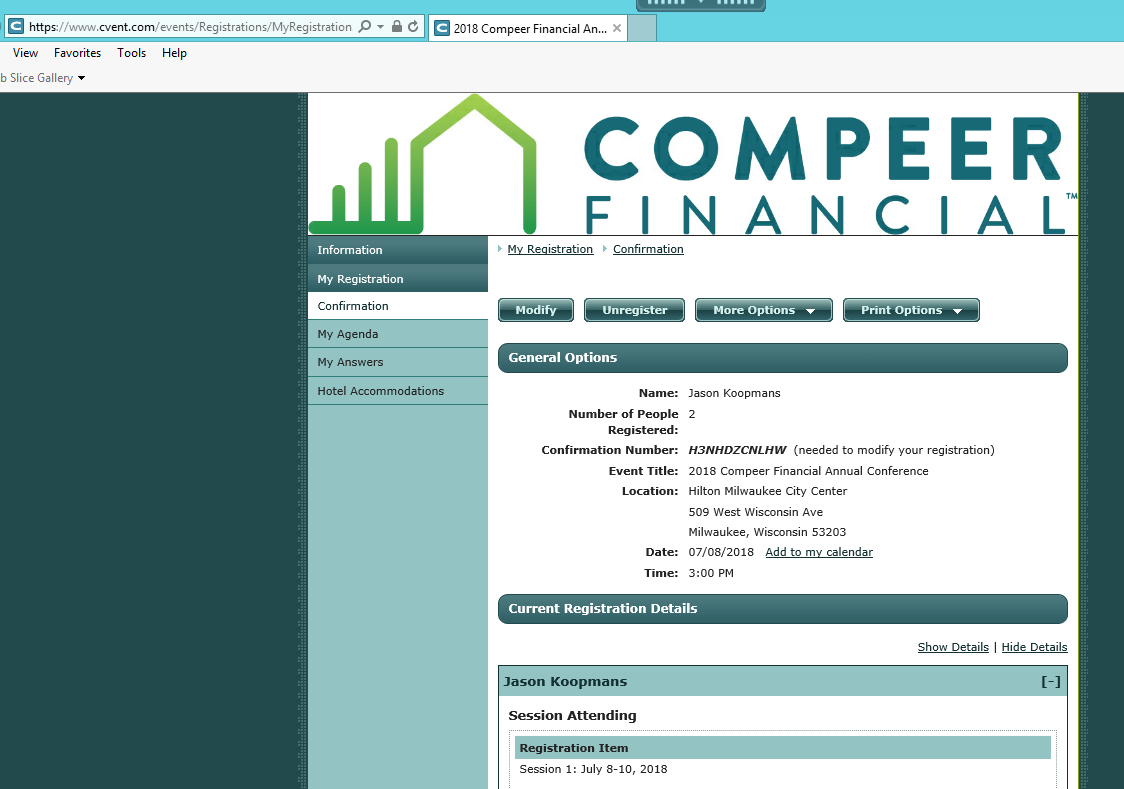 https://www.cvent.com/events/Registrations/MyRegistration
2018 Compeer Financial An...
View Favorites Tools Help
b Slice Gallery
COMPEER
FINANCIAL™
Information
My Registration
Confirmation
My Agenda
My Answers
Hotel Accommodations
My Registration Confirmation
Modify Unregister More Options Print Options
General Options
Name: Jason Koopmans
Number of People Registered: 2
Confirmation Number: H3NHDZCNLHW (needed to modify your registration)
Event Title: 2018 Compeer Financial Annual Conference
Location: Hilton Milwaukee City Center
509 West Wisconsin Ave
Milwaukee, Wisconsin 53203
Date: 07/08/2018 Add to my calendar
Time: 3:00 PM
Current Registration Details
Show Details | Hide Details
Jason Koopmans [-]
Session Attending
Registration Item
Session 1: July 8-10, 2018